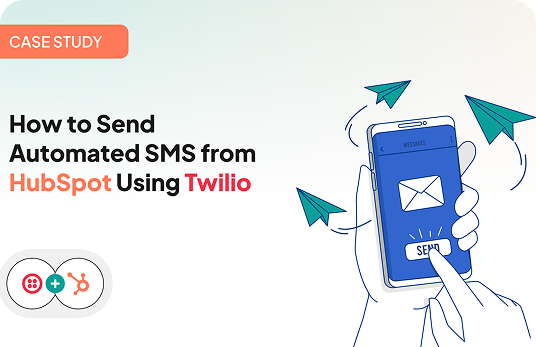 CASE STUDY
How to Send
Automated SMS from
HubSpot Using Twilio
MESSAGES
SEND